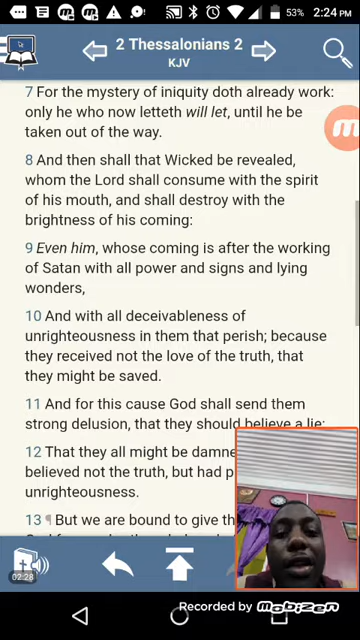 53% 2:24 PM
2 Thessalonians 2
KJV
7 For the mystery of iniquity doth already work:
only he who now letteth will let, until he be
taken out of the way.
8 And then shall that Wicked be revealed,
whom the Lord shall consume with the spirit
of his mouth, and shall destroy with the
brightness of his coming:
9 Even him, whose coming is after the working
of Satan with all power and signs and lying
wonders,
10 And with all deceivableness of
unrighteousness in them that perish; because
they received not the love of the truth, that
they might be saved.
11 And for this cause God shall send them
strong delusion, that they should believe a lie:
12 That they all might be damne
believed not the truth, but had p
unrighteousness.
13 ¶ But we are bound to give th
02:28
Recorded by mobizen